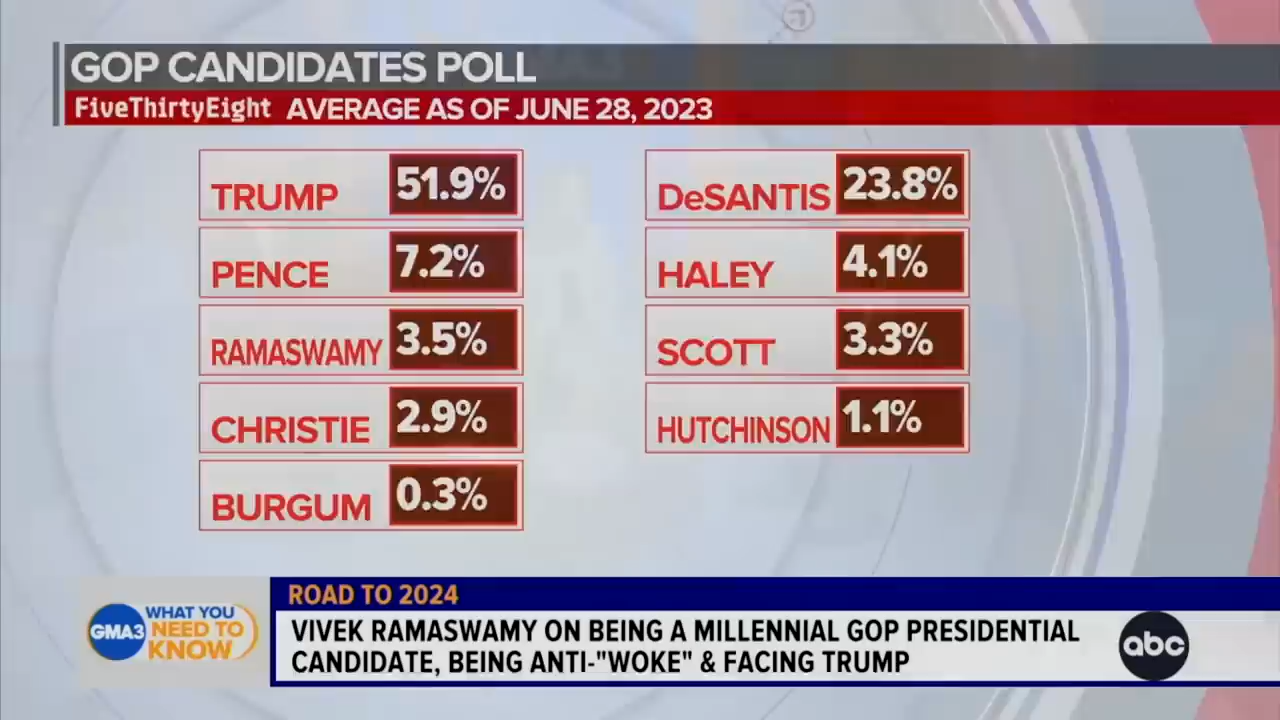 GOP CANDIDATES POLL
FiveThirtyEight AVERAGE AS OF JUNE 28, 2023
TRUMP 51.9%
DeSANTIS 23.8%
PENCE 7.2%
HALEY 4.1%
RAMASWAMY 3.5%
SCOTT 3.3%
CHRISTIE 2.9%
HUTCHINSON 1.1%
BURGUM 0.3%
ROAD TO 2024
GMA3 WHAT YOU
NEED TO
KNOW
VIVEK RAMASWAMY ON BEING A MILLENNIAL GOP PRESIDENTIAL
CANDIDATE, BEING ANTI-"WOKE" & FACING TRUMP
abc